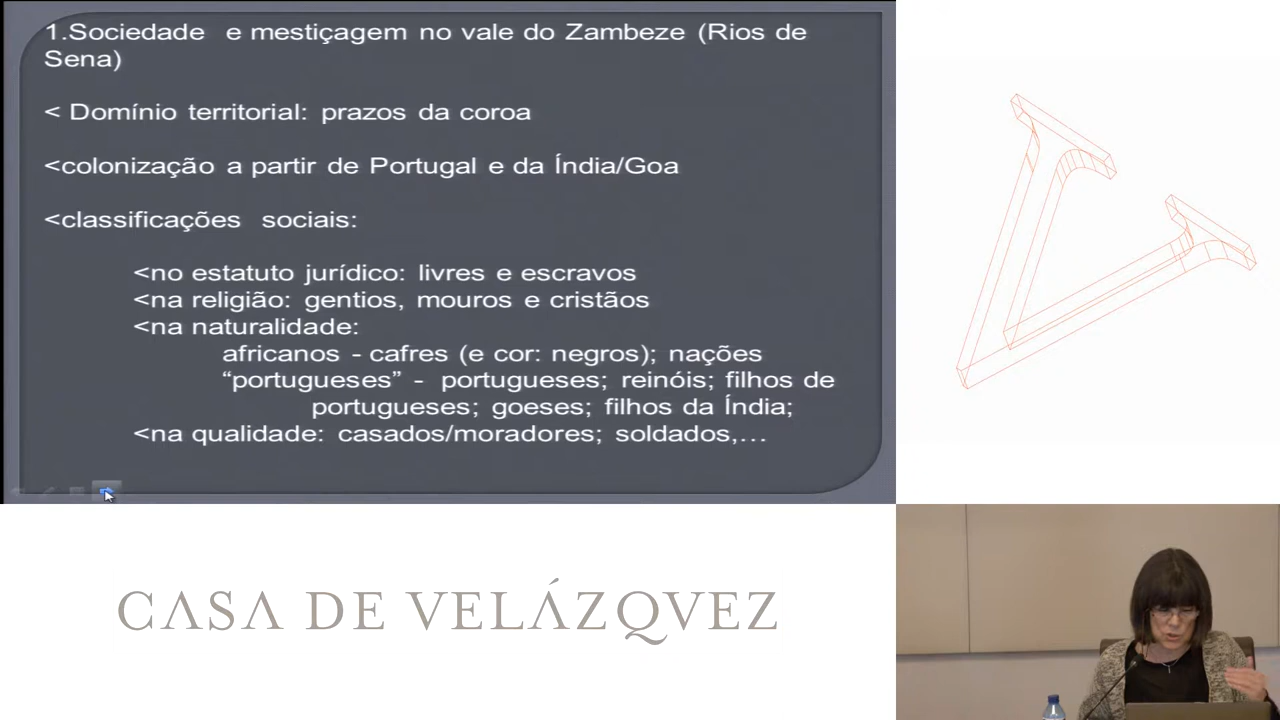 1.Sociedade e mestiçagem no vale do Zambeze (Rios de
Sena)
< Domínio territorial: prazos da coroa
<colonização a partir de Portugal e da Índia/Goa
<classificações sociais:
<no estatuto jurídico: livres e escravos
<na religião: gentios, mouros e cristãos
<na naturalidade:
africanos - cafres (e cor: negros); nações
“portugueses” - portugueses; reinóis; filhos de
portugueses; goeses; filhos da Índia;
<na qualidade: casados/moradores; soldados,…
CASA DE VELÁZQVEZ